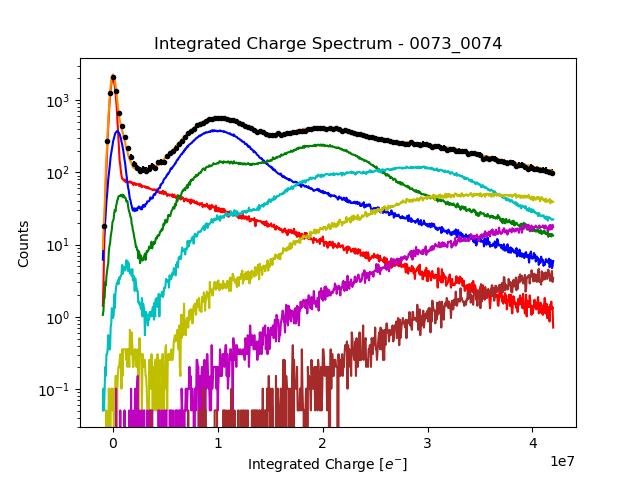 Integrated Charge Spectrum - 0073_0074
Counts
10³
10²
10¹
10⁰
10⁻¹
0 1 2 3 4
1e7
Integrated Charge [e⁻]